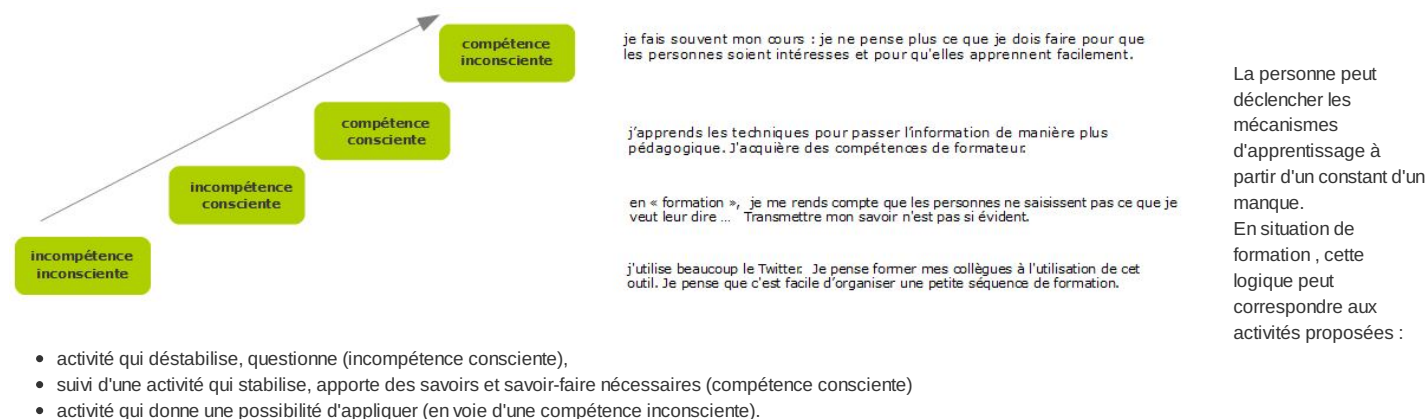 compétence
inconsciente
je fais souvent mon cours : je ne pense plus ce que je dois faire pour que
les personnes soient intéresses et pour qu'elles apprennent facilement.
compétence
consciente
j'apprends les techniques pour passer l'information de manière plus
pédagogique. J'acquière des compétences de formateur.
incompétence
consciente
en « formation », je me rends compte que les personnes ne saisissent pas ce que je
veut leur dire ... Transmettre mon savoir n'est pas si évident.
incompétence
inconsciente
j'utilise beaucoup le Twitter. Je pense former mes collègues à l'utilisation de cet
outil. Je pense que c'est facile d'organiser une petite séquence de formation.
La personne peut
déclencher les
mécanismes
d'apprentissage à
partir d'un constant d'un
manque.
En situation de
formation , cette
logique peut
correspondre aux
activités proposées :
• activité qui déstabilise, questionne (incompétence consciente),
• suivi d'une activité qui stabilise, apporte des savoirs et savoir-faire nécessaires (compétence consciente)
• activité qui donne une possibilité d'appliquer (en voie d'une compétence inconsciente).